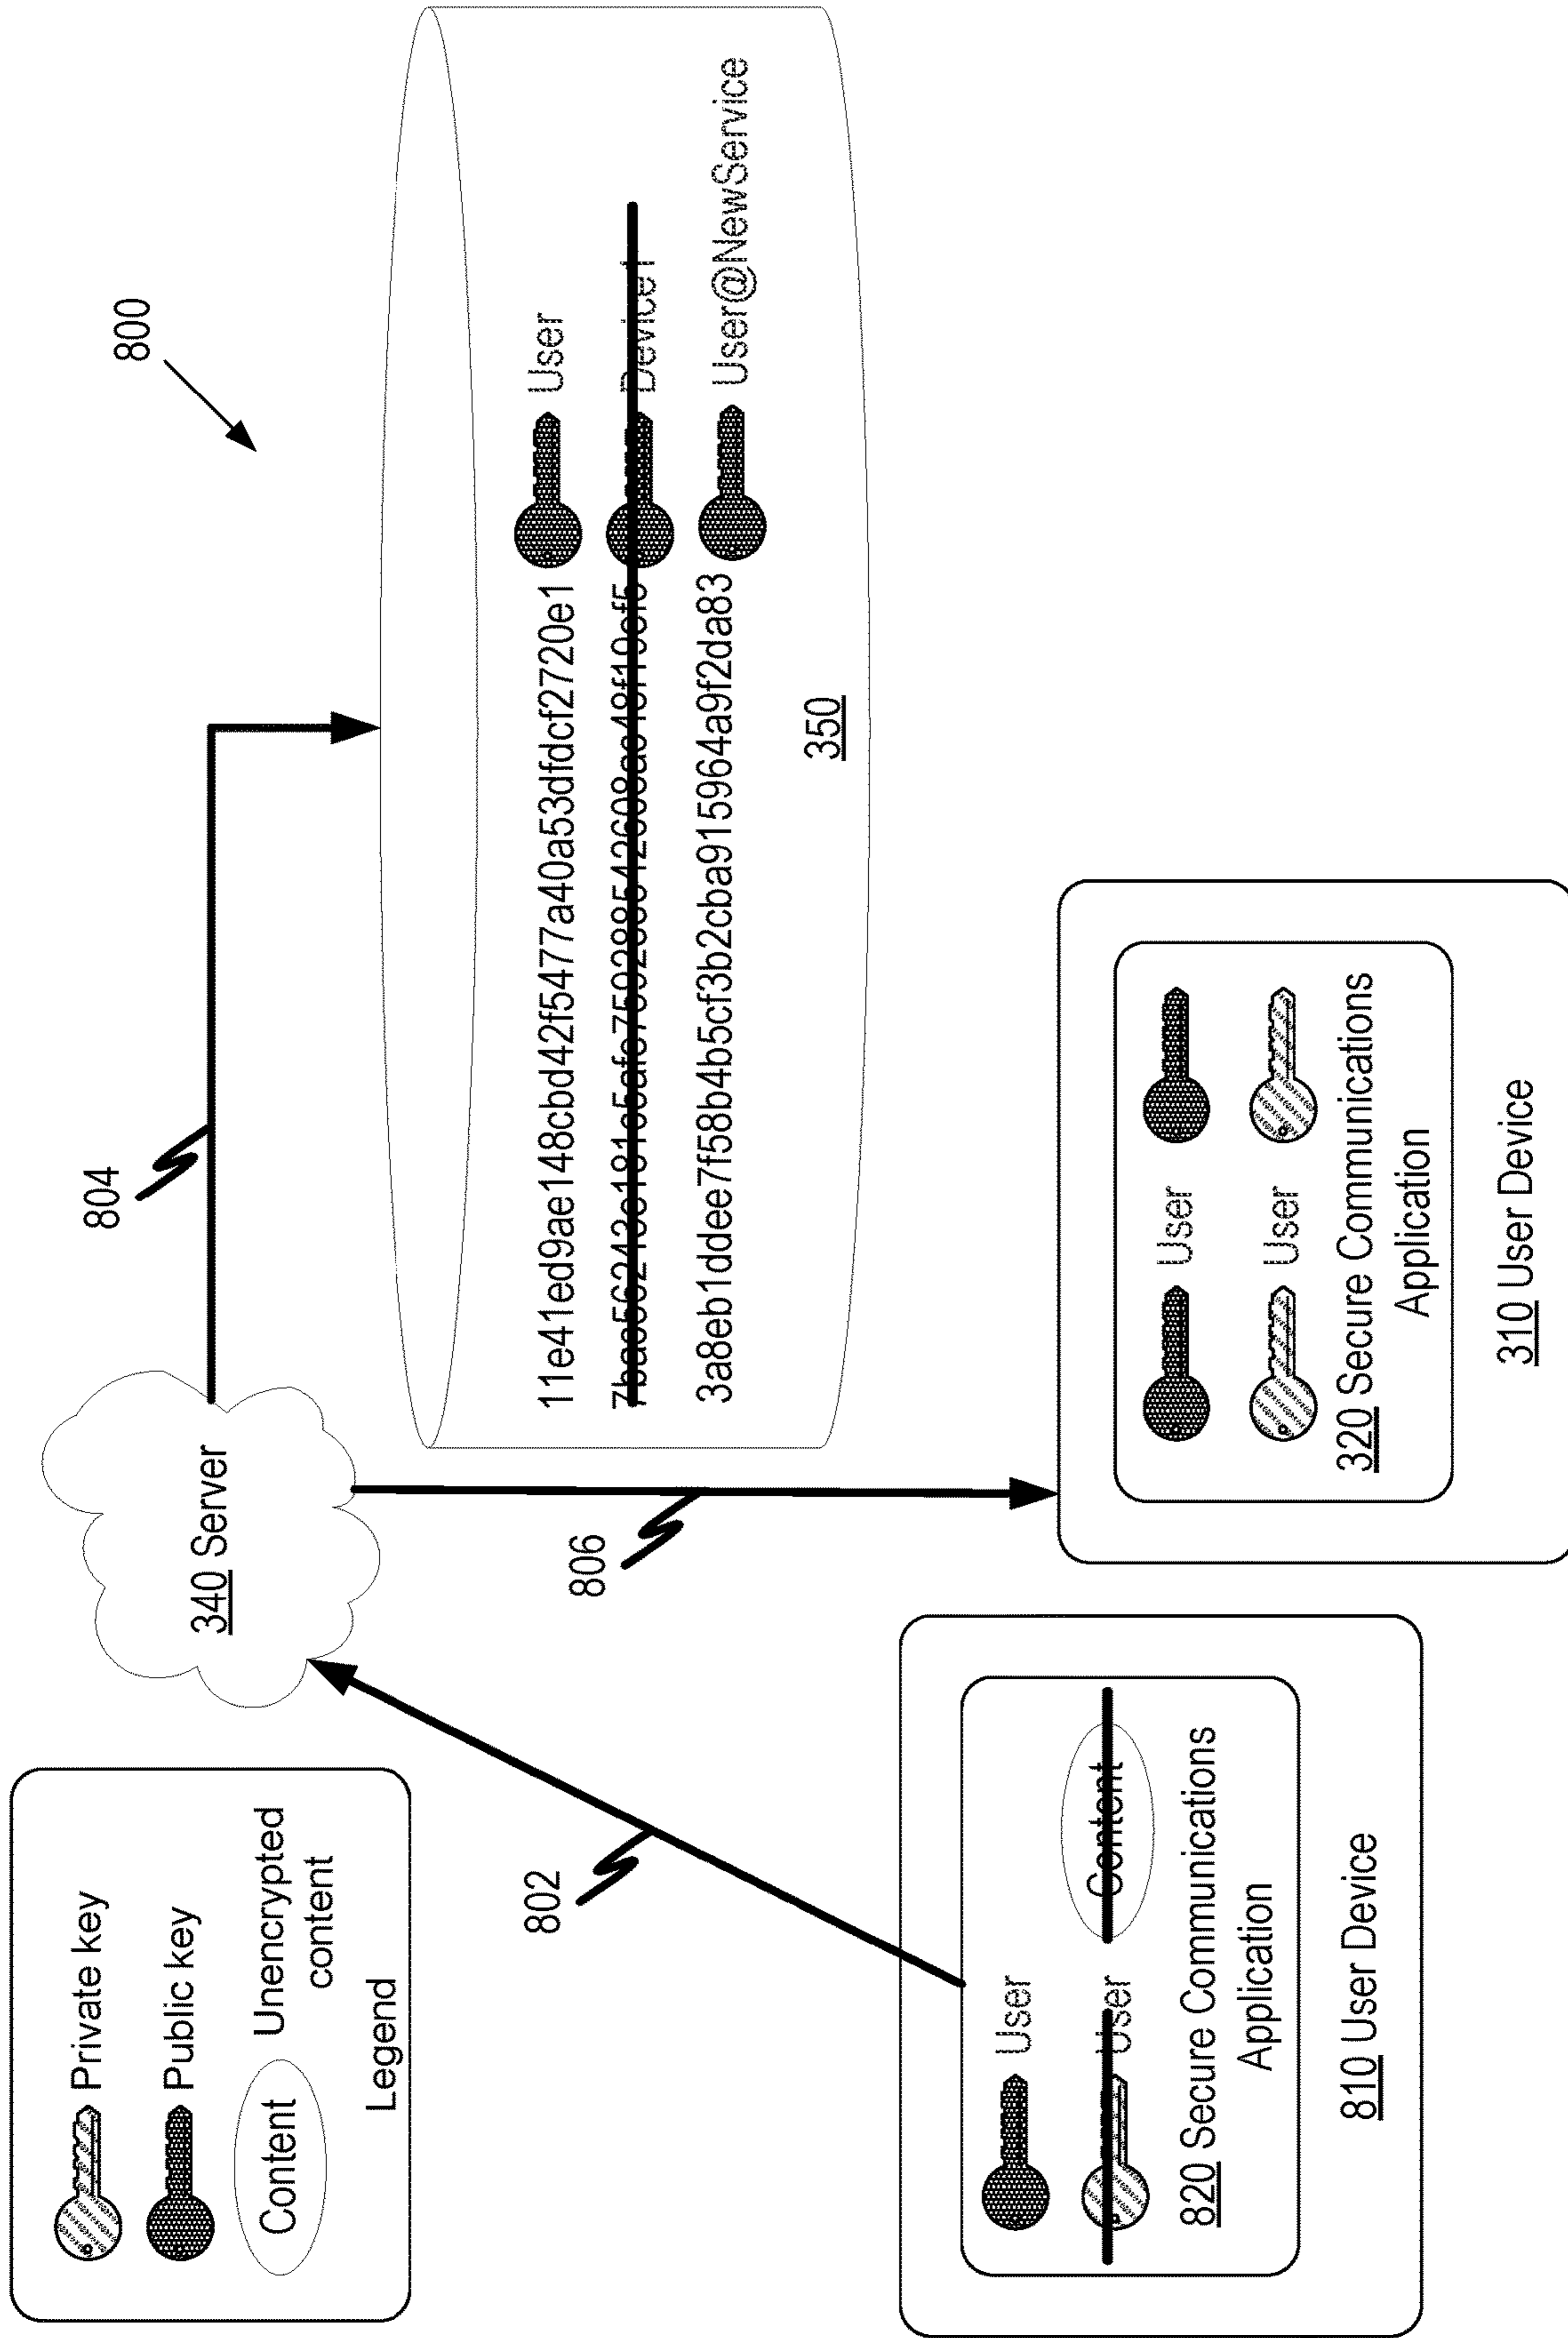 Private key
Public key
Content
Unencrypted
content
Legend
340 Server
804
800
11e41ed9ae148cbd42f5477a40a53dfdcf2720e1
User
Device1
3a8eb1ddee7f58b4b5cf3b2cba915964a9f2da83
User@NewService
350
802
806
User
User
Content
820 Secure Communications
Application
810 User Device
User
User
320 Secure Communications
Application
310 User Device